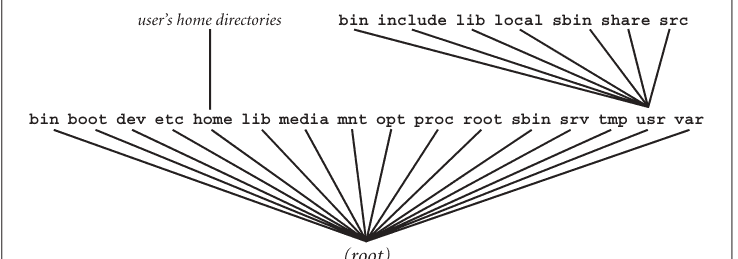 user's home directories bin include lib local sbin share src
bin boot dev etc home lib media mnt opt proc root sbin srv tmp usr var
(root)